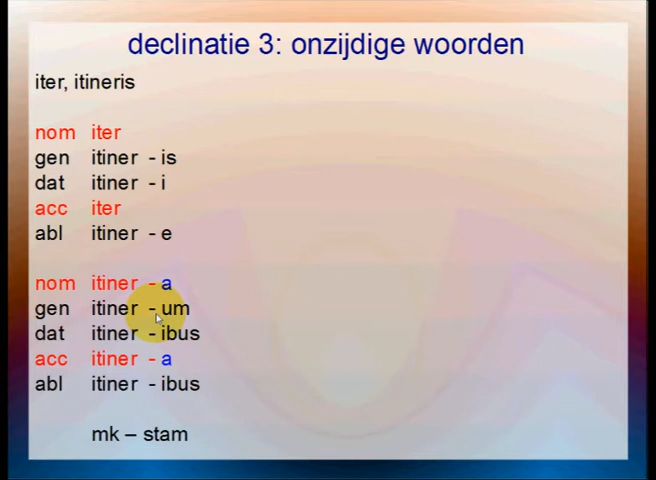 declinatie 3: onzijdige woorden
iter, itineris
nom iter
gen itiner - is
dat itiner - i
acc iter
abl itiner - e
nom itiner - a
gen itiner - um
dat itiner - ibus
acc itiner - a
abl itiner - ibus
mk – stam